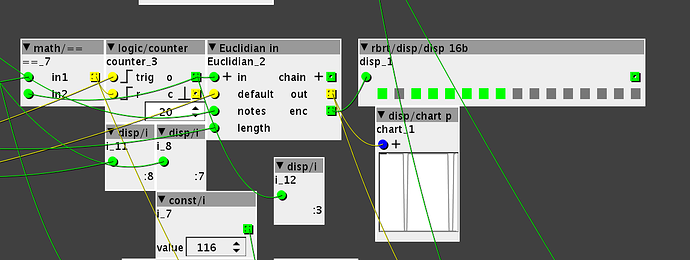 math/==
==_7
in1
in2
logic/counter
counter_3
trig o
r c
20
Euclidian in
Euclidian_2
+ in chain
default out
notes enc
length
rbrt/disp/disp 16b
disp_1
disp/chart p
chart_1
+
disp/i
i_11
:8
disp/i
i_8
:7
disp/i
i_12
:3
const/i
i_7
value 116